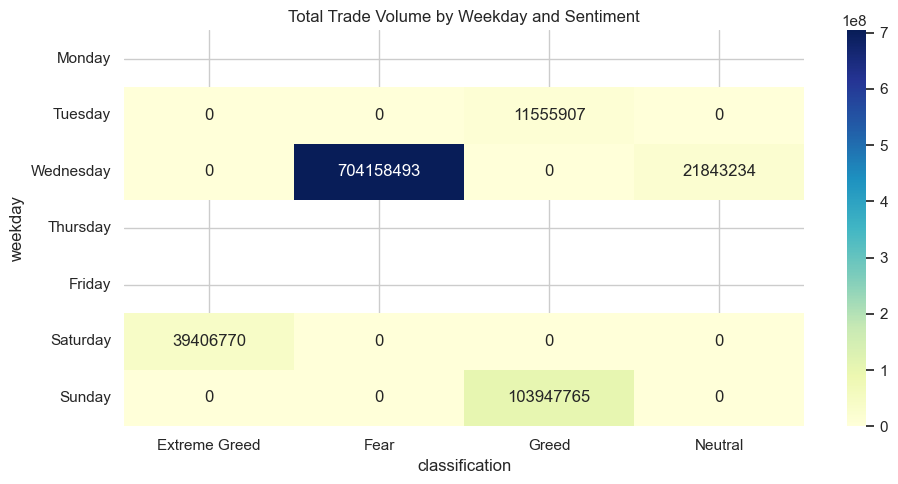 Total Trade Volume by Weekday and Sentiment
1e8
Monday
Tuesday 0 0 11555907 0
Wednesday 0 704158493 0 21843234
Thursday
Friday
Saturday 39406770 0 0 0
Sunday 0 0 103947765 0
Extreme Greed Fear Greed Neutral
classification
weekday
7
6
5
4
3
2
1
0